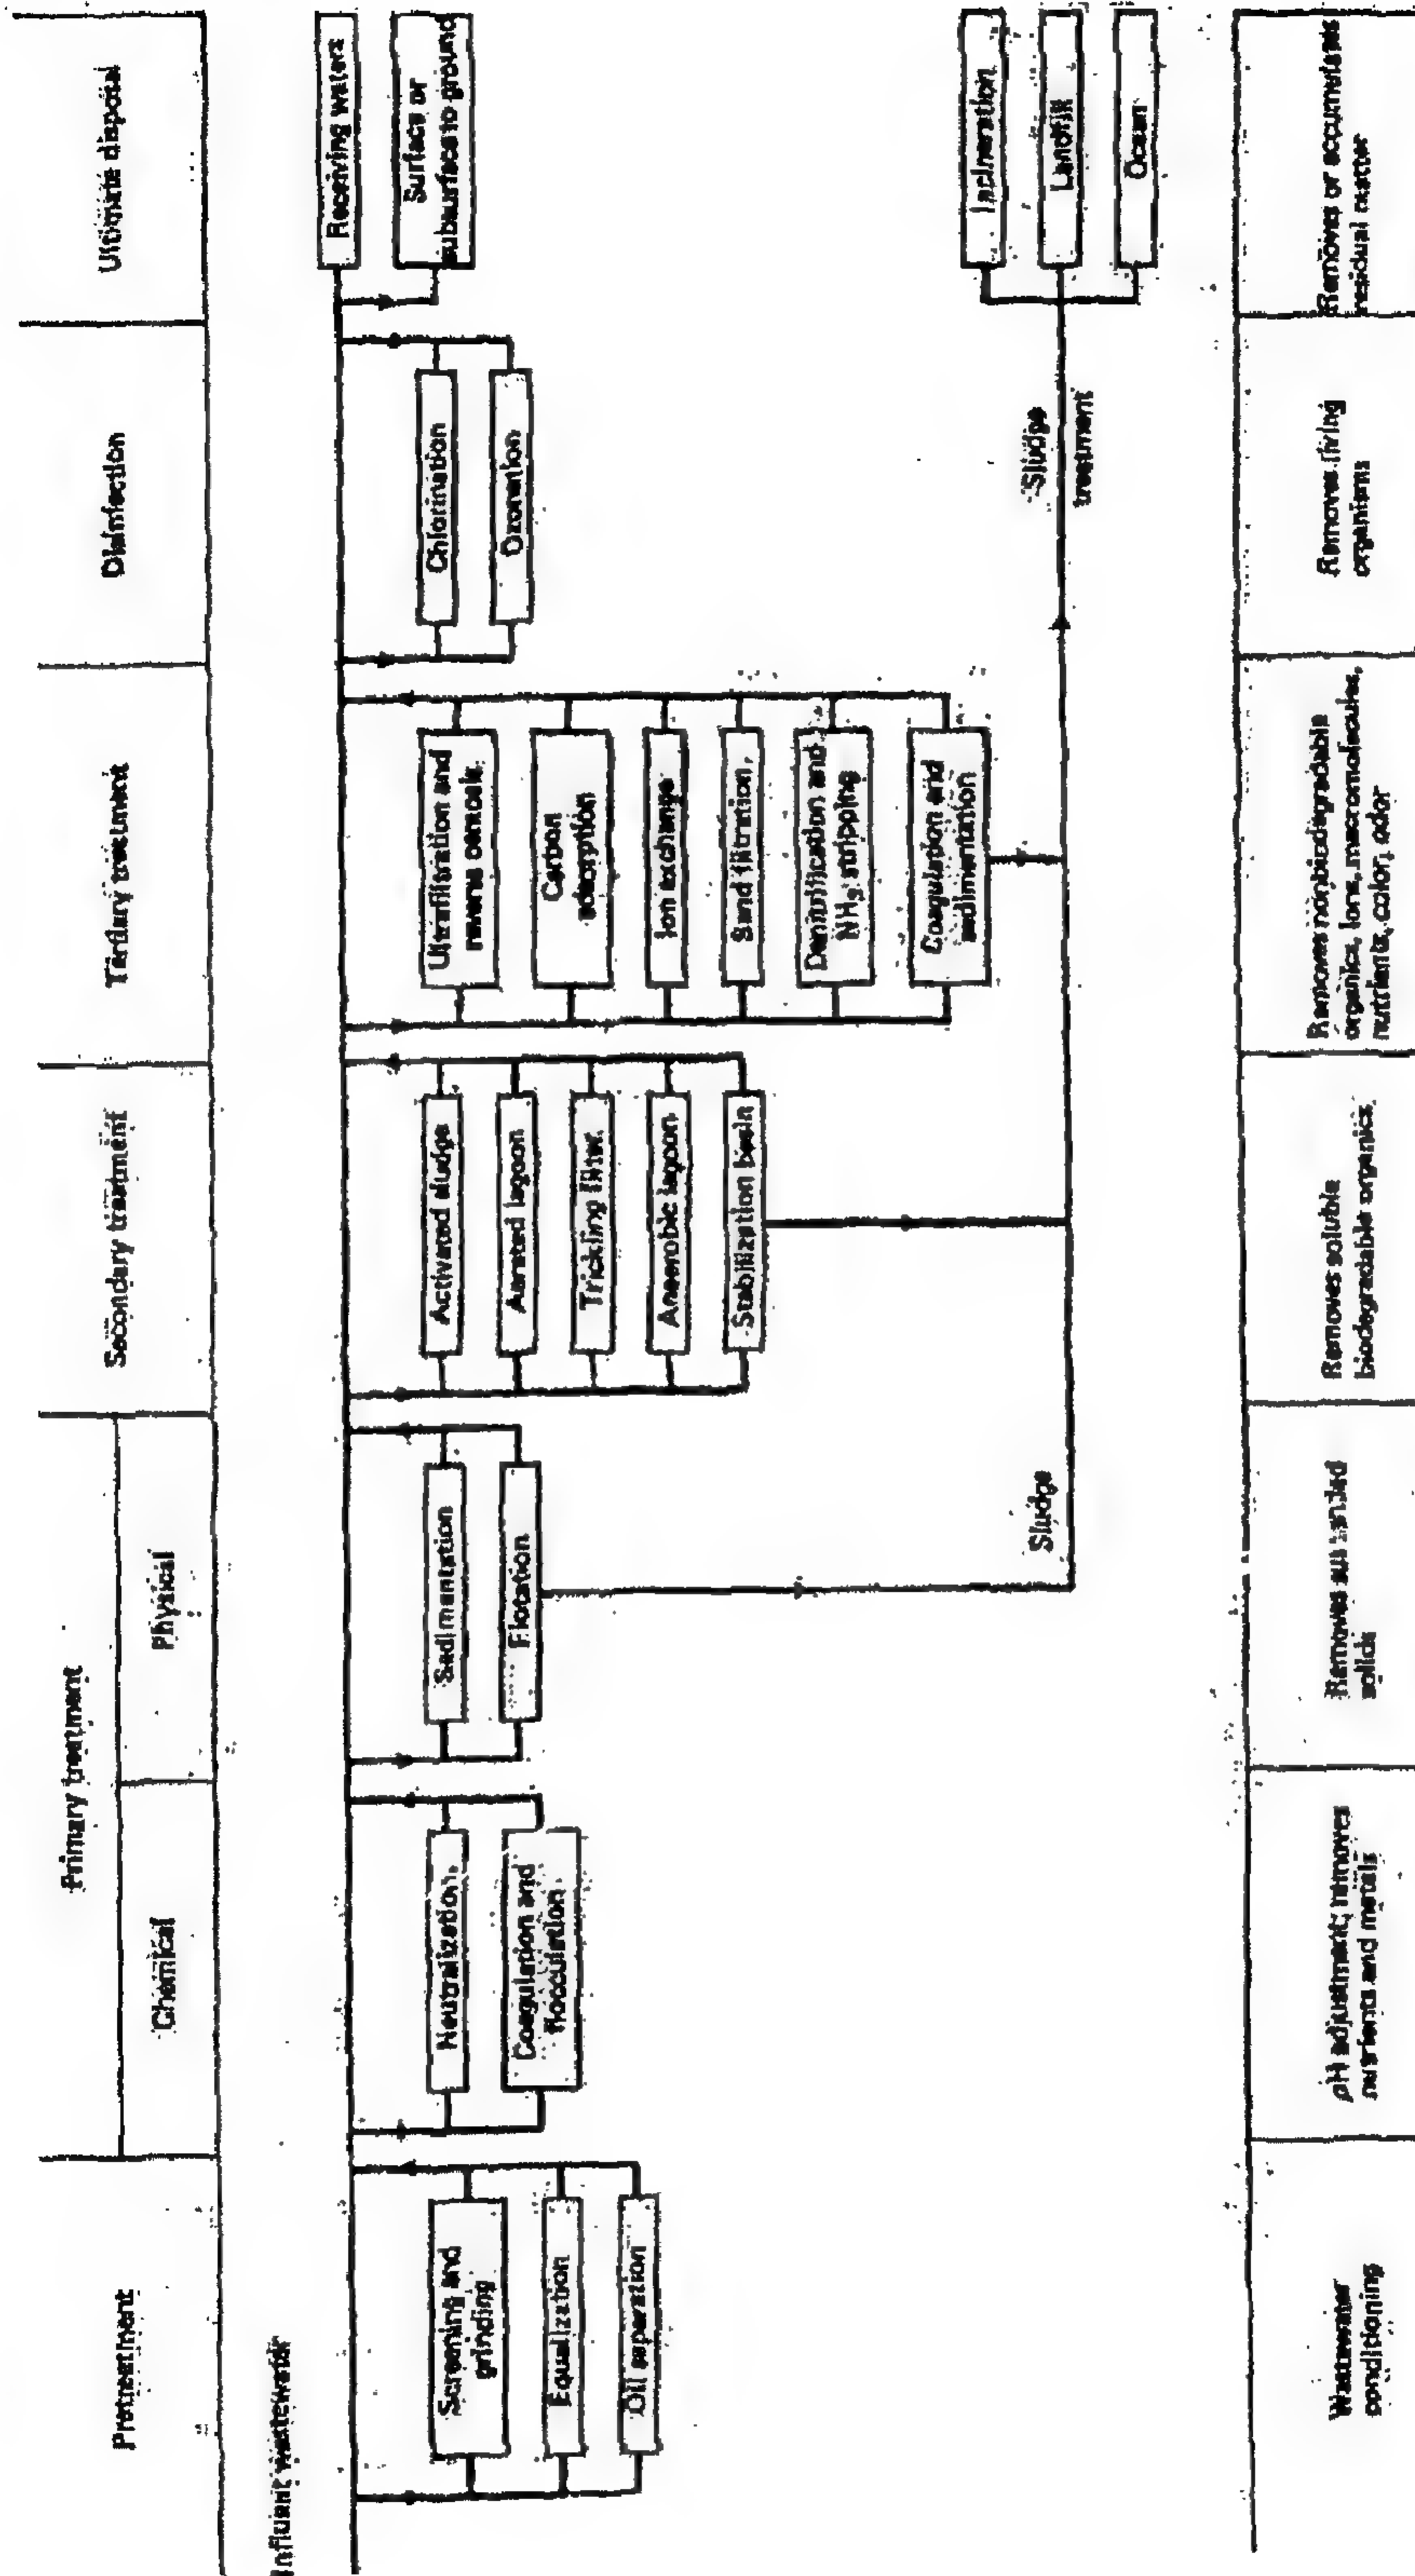 Pretreatment
Primary treatment
Chemical
Physical
Secondary treatment
Tertiary treatment
Disinfection
Ultimate disposal
Influent wastewater
Screening and
grinding
Equalization
Oil separation
Neutralization
Coagulation and
flocculation
Sedimentation
Flotation
Activated sludge
Aerated lagoon
Trickling filter
Anaerobic lagoon
Stabilization basin
Ultrafiltration and
reverse osmosis
Carbon
adsorption
Ion exchange
Sand filtration
Denitrification and
NH3 stripping
Coagulation and
sedimentation
Chlorination
Ozonation
Receiving waters
Surface or
subsurface to ground
Sludge
Sludge
treatment
Incineration
Landfill
Ocean
Wastewater
conditioning
pH adjustment; removes
nutrients and metals
Removes
solids
Removes soluble
biodegradable organics
Removes nonbiodegradable
organics, ions, macromolecules,
nutrients, color, odor
Removes living
organisms
Removes or accumulates
residual matter